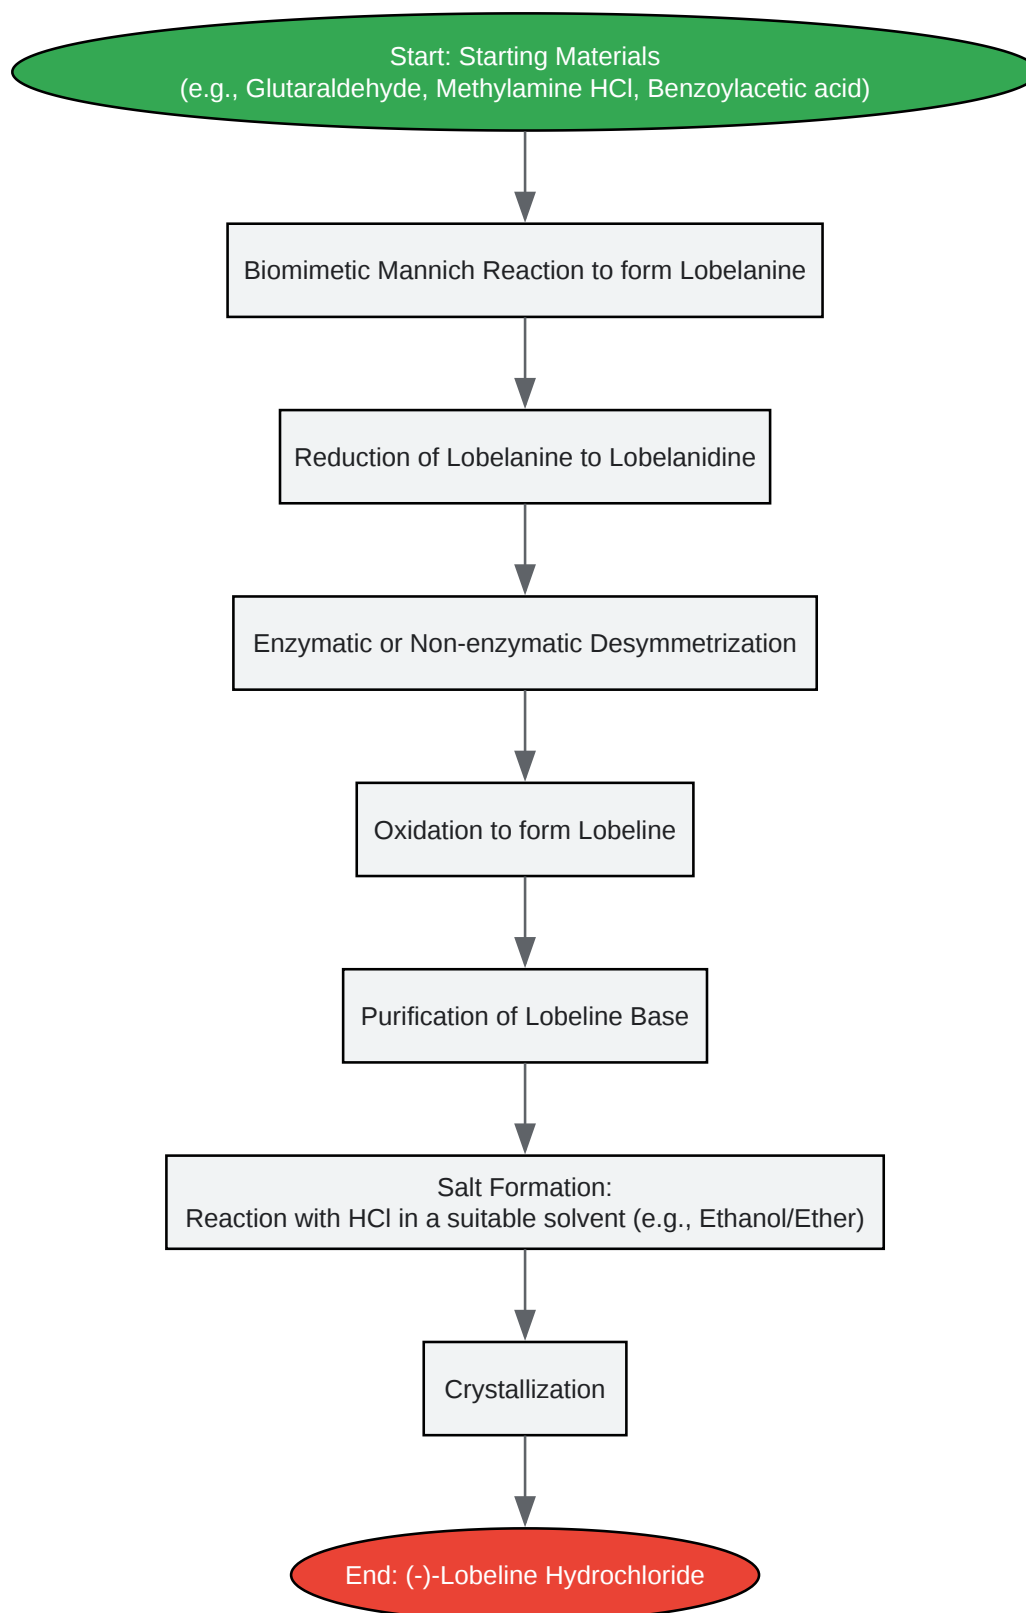 Start: Starting Materials
(e.g., Glutaraldehyde, Methylamine HCl, Benzoylacetic acid)
Biomimetic Mannich Reaction to form Lobelanine
Reduction of Lobelanine to Lobelanidine
Enzymatic or Non-enzymatic Desymmetrization
Oxidation to form Lobeline
Purification of Lobeline Base
Salt Formation:
Reaction with HCl in a suitable solvent (e.g., Ethanol/Ether)
Crystallization
End: (-)-Lobeline Hydrochloride